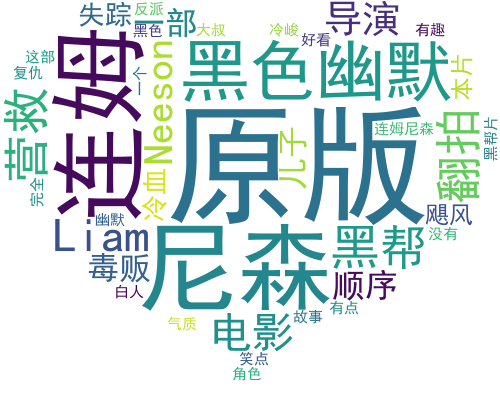 失踪
反派
黑色
大叔
一部
冷峻
好看
导演
有趣
这部
复仇
连姆
一个
Neeson
黑色幽默
本片
营救
冷血
儿子
原版
翻拍
连姆尼森
黑帮片
完全
幽默
Liam
尼森
黑帮
飓风
没有
毒贩
白人
顺序
气质
电影
故事
有点
笑点
角色